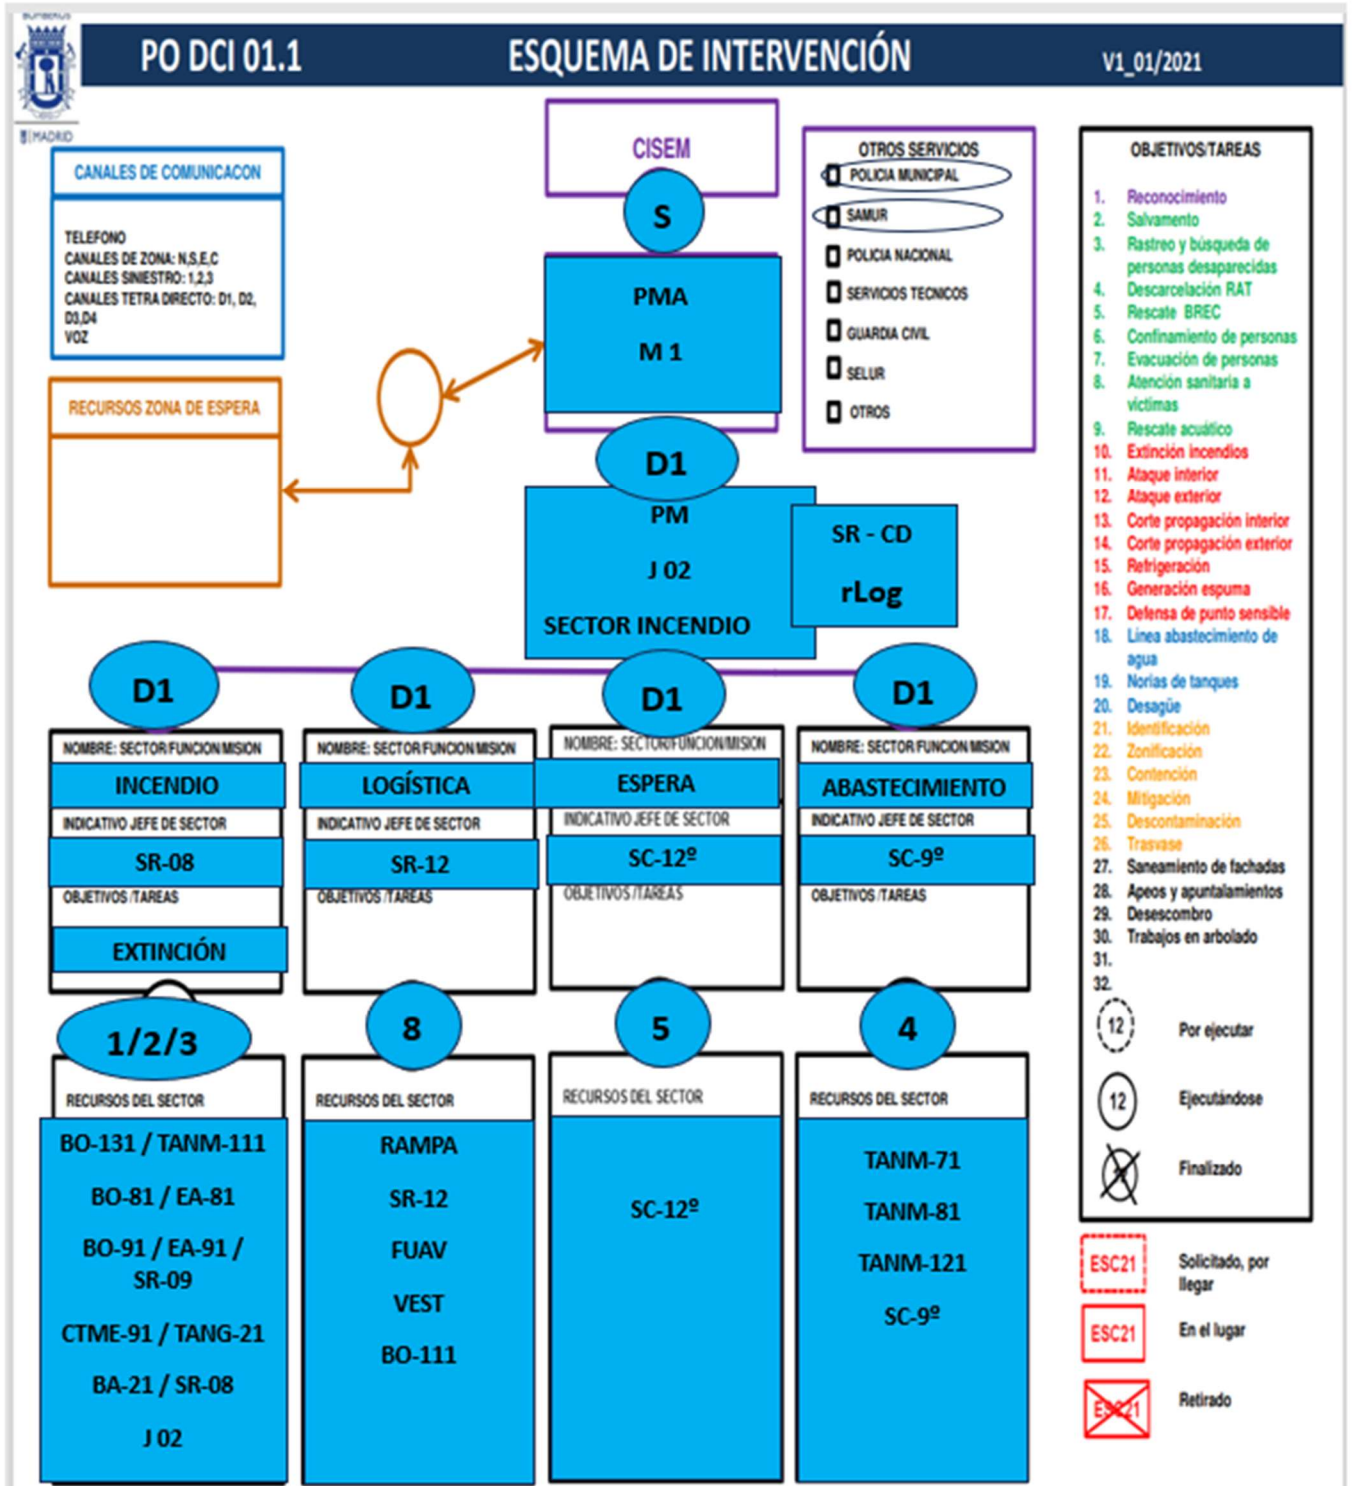 BOMBEROS
MADRID
PO DCI 01.1
ESQUEMA DE INTERVENCIÓN
V1_01/2021
CANALES DE COMUNICACON
TELEFONO
CANALES DE ZONA: N,S,E,C
CANALES SINIESTRO: 1,2,3
CANALES TETRA DIRECTO: D1, D2,
D3,D4
VOZ
RECURSOS ZONA DE ESPERA
CISEM
S
PMA
M 1
D1
PM
J 02
SECTOR INCENDIO
SR - CD
rLog
OTROS SERVICIOS
POLICIA MUNICIPAL
SAMUR
POLICIA NACIONAL
SERVICIOS TECNICOS
GUARDIA CIVIL
SELUR
OTROS
D1
NOMBRE: SECTOR/FUNCION/MISION
INCENDIO
INDICATIVO JEFE DE SECTOR
SR-08
OBJETIVOS /TAREAS
EXTINCIÓN
1/2/3
RECURSOS DEL SECTOR
BO-131 / TANM-111
BO-81 / EA-81
BO-91 / EA-91 /
SR-09
CTME-91 / TANG-21
BA-21 / SR-08
J 02
D1
NOMBRE: SECTOR/FUNCION/MISION
LOGÍSTICA
INDICATIVO JEFE DE SECTOR
SR-12
OBJETIVOS /TAREAS
8
RECURSOS DEL SECTOR
RAMPA
SR-12
FUAV
VEST
BO-111
D1
NOMBRE: SECTOR/FUNCION/MISION
ESPERA
INDICATIVO JEFE DE SECTOR
SC-12º
OBJETIVOS /TAREAS
5
RECURSOS DEL SECTOR
SC-12º
D1
NOMBRE: SECTOR/FUNCION/MISION
ABASTECIMIENTO
INDICATIVO JEFE DE SECTOR
SC-9º
OBJETIVOS /TAREAS
4
RECURSOS DEL SECTOR
TANM-71
TANM-81
TANM-121
SC-9º
OBJETIVOS/TAREAS
1. Reconocimiento
2. Salvamento
3. Rastreo y búsqueda de
personas desaparecidas
4. Descarcelación RAT
5. Rescate BREC
6. Confinamiento de personas
7. Evacuación de personas
8. Atención sanitaria a
victimas
9. Rescate acuático
10. Extinción incendios
11. Ataque interior
12. Ataque exterior
13. Corte propagación interior
14. Corte propagación exterior
15. Refrigeración
16. Generación espuma
17. Defensa de punto sensible
18. Linea abastecimiento de
agua
19. Norias de tanques
20. Desagüe
21. Identificación
22. Zonificación
23. Contención
24. Mitigación
25. Descontaminación
26. Trasvase
27. Saneamiento de fachadas
28. Apeos y apuntalamientos
29. Desescombro
30. Trabajos en arbolado
31.
32.
12 Por ejecutar
12 Ejecutándose
Finalizado
ESC21 Solicitado, por
llegar
ESC21 En el lugar
ESC21 Retirado